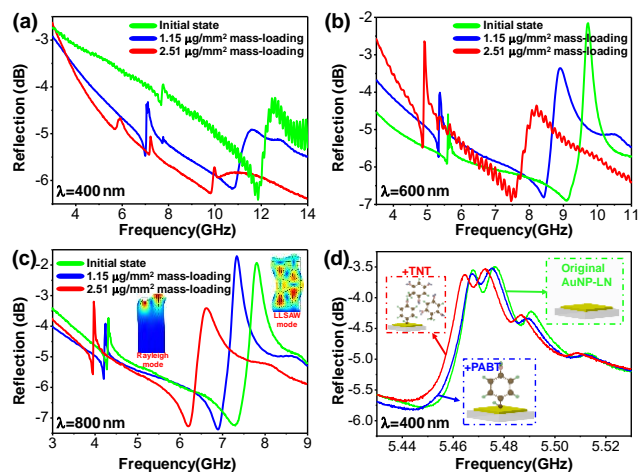 (a)
Initial state
1.15 μg/mm² mass-loading
2.51 μg/mm² mass-loading
Reflection (dB)
-3
-4
-5
-6
λ=400 nm
4 6 8 10 12 14
Frequency(GHz)
(b)
Initial state
1.15 μg/mm² mass-loading
2.51 μg/mm² mass-loading
Reflection (dB)
-2
-3
-4
-5
-6
-7
λ=600 nm
4 5 6 7 8 9 10 11
Frequency(GHz)
(c)
Initial state
1.15 μg/mm² mass-loading
2.51 μg/mm² mass-loading
Reflection (dB)
-2
-3
-4
-5
-6
-7
Rayleigh
mode
LLSAW
mode
λ=800 nm
3 4 5 6 7 8 9
Frequency(GHz)
(d)
+TNT
Original
AuNP-LN
+PABT
Reflection (dB)
-3.5
-4.0
-4.5
-5.0
-5.5
-6.0
λ=400 nm
5.44 5.46 5.48 5.50 5.52
Frequency(GHz)